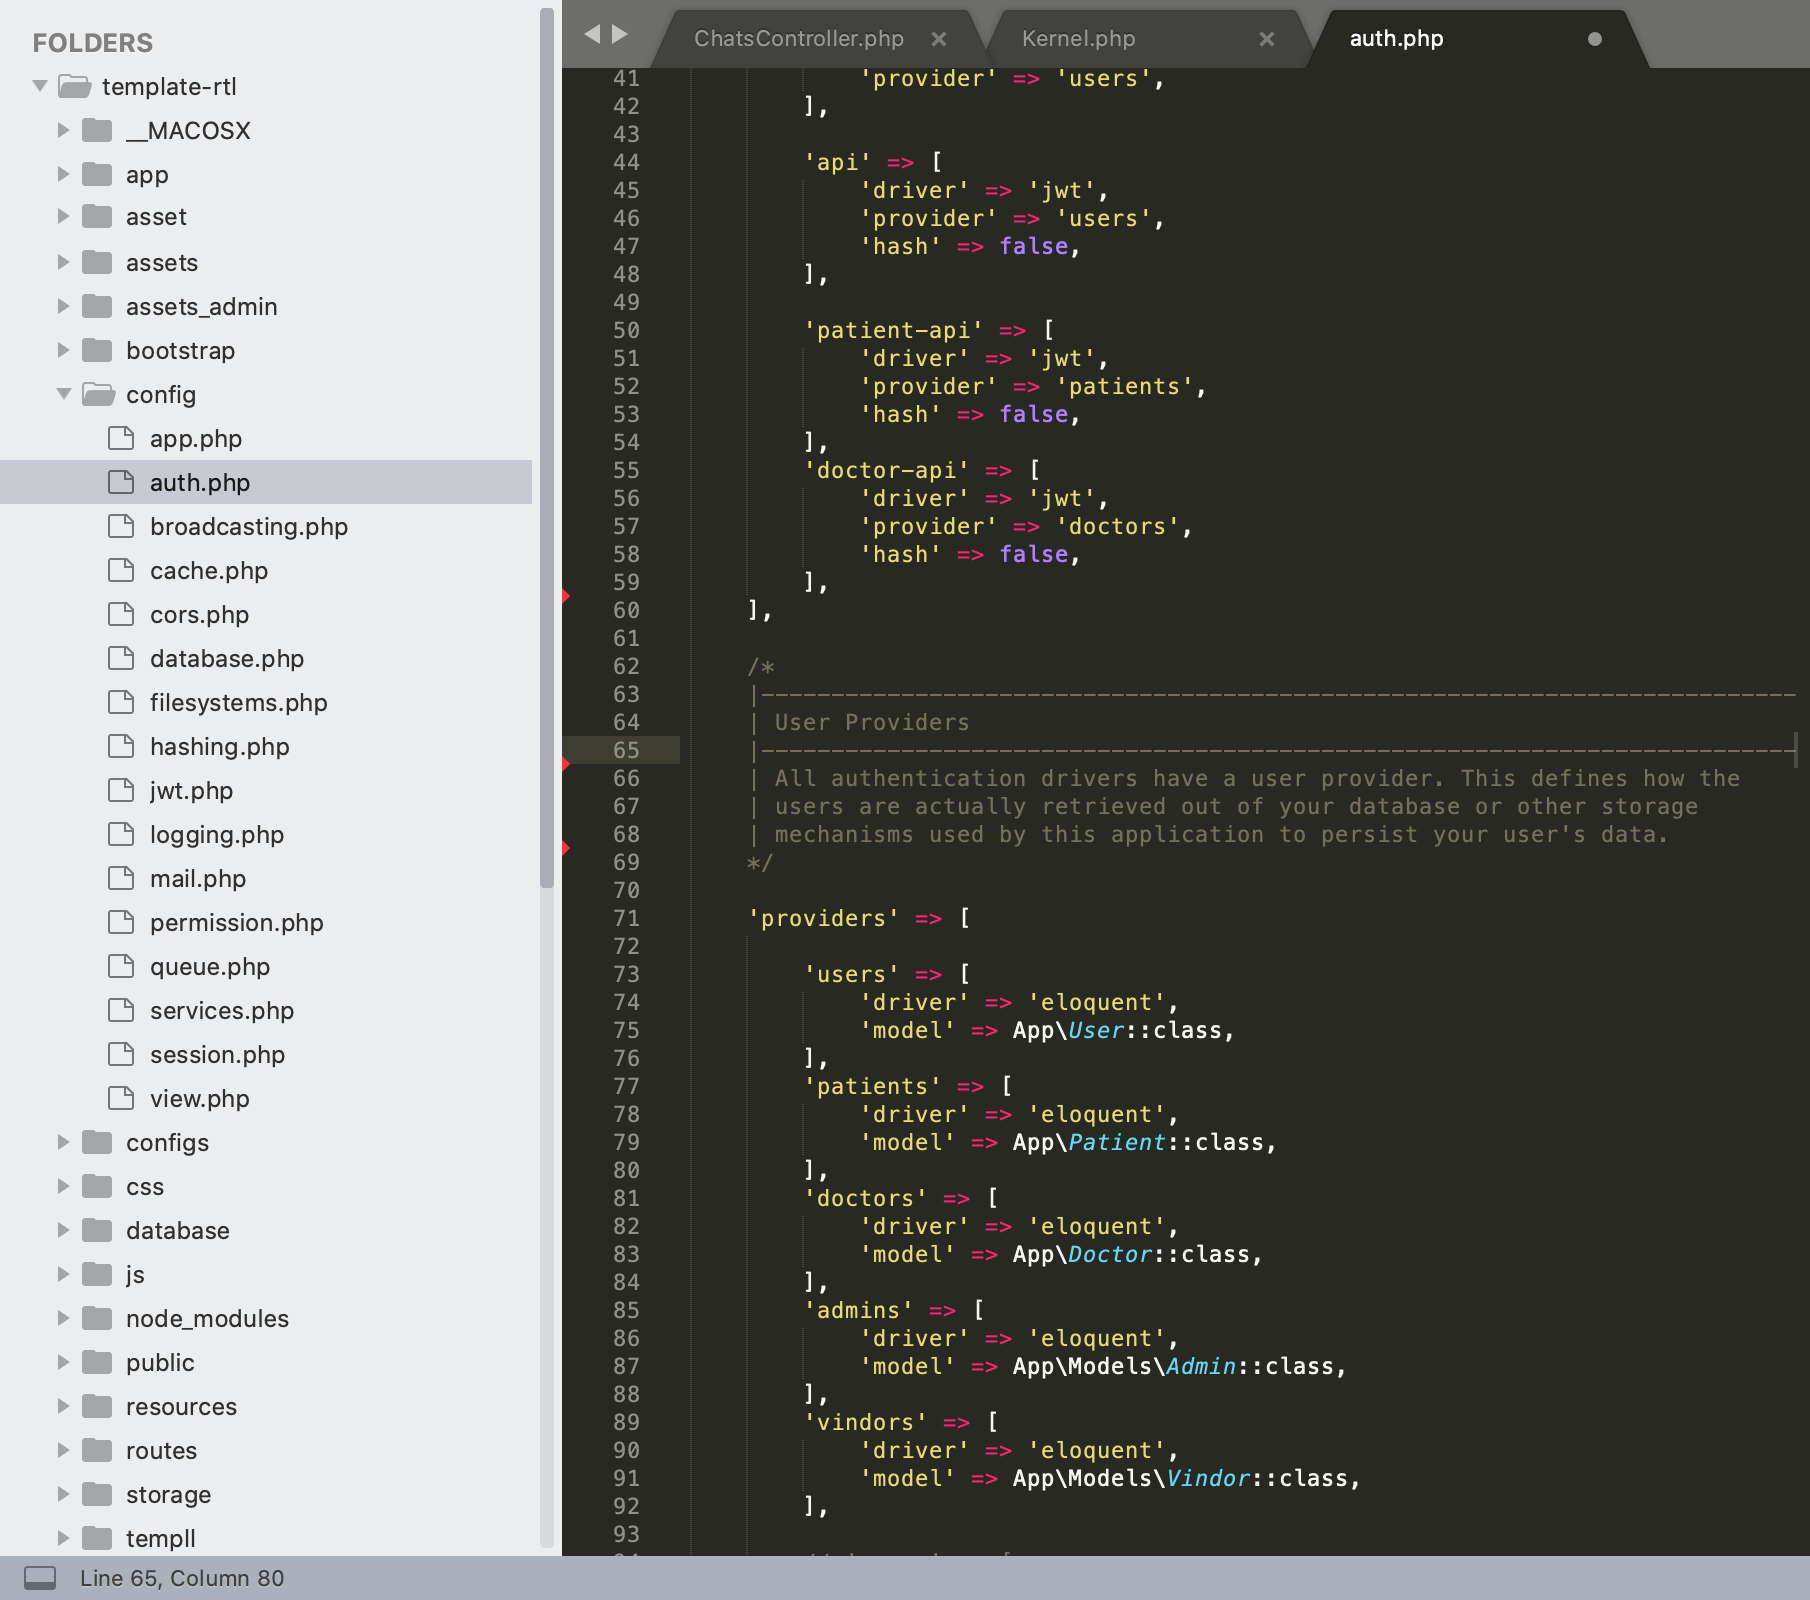 FOLDERS
template-rtl
__MACOSX
app
asset
assets
assets_admin
bootstrap
config
app.php
auth.php
broadcasting.php
cache.php
cors.php
database.php
filesystems.php
hashing.php
jwt.php
logging.php
mail.php
permission.php
queue.php
services.php
session.php
view.php
configs
css
database
js
node_modules
public
resources
routes
storage
templl
ChatsController.php × Kernel.php × auth.php
41 'provider' => 'users',
42 ],
43
44 'api' => [
45 'driver' => 'jwt',
46 'provider' => 'users',
47 'hash' => false,
48 ],
49
50 'patient-api' => [
51 'driver' => 'jwt',
52 'provider' => 'patients',
53 'hash' => false,
54 ],
55 'doctor-api' => [
56 'driver' => 'jwt',
57 'provider' => 'doctors',
58 'hash' => false,
59 ],
60 ],
61
62 /*
63 |--------------------------------------------------------------------------
64 | User Providers
65 |--------------------------------------------------------------------------
66 | All authentication drivers have a user provider. This defines how the
67 | users are actually retrieved out of your database or other storage
68 | mechanisms used by this application to persist your user's data.
69 */
70
71 'providers' => [
72
73 'users' => [
74 'driver' => 'eloquent',
75 'model' => App\User::class,
76 ],
77 'patients' => [
78 'driver' => 'eloquent',
79 'model' => App\Patient::class,
80 ],
81 'doctors' => [
82 'driver' => 'eloquent',
83 'model' => App\Doctor::class,
84 ],
85 'admins' => [
86 'driver' => 'eloquent',
87 'model' => App\Models\Admin::class,
88 ],
89 'vindors' => [
90 'driver' => 'eloquent',
91 'model' => App\Models\Vindor::class,
92 ],
93
Line 65, Column 80